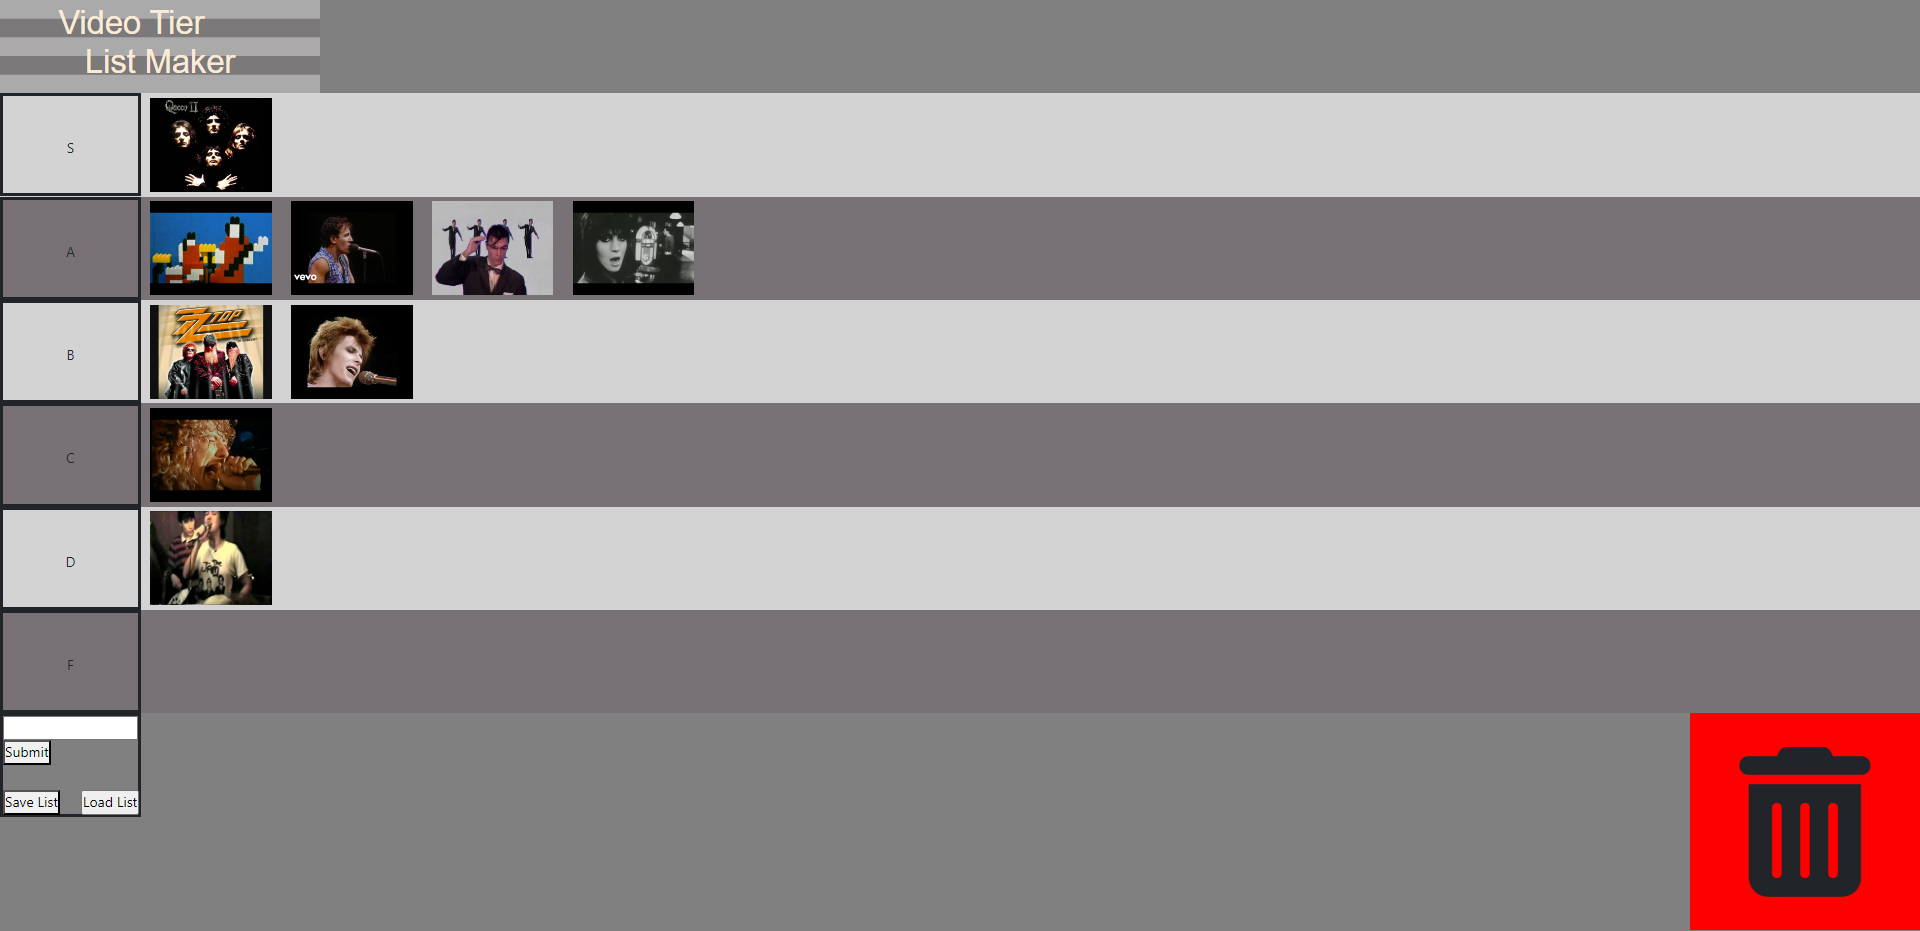 Video Tier
List Maker
S
Queen II
A
vevo
B
ZZ TOP
C
D
F
Submit
Save List
Load List